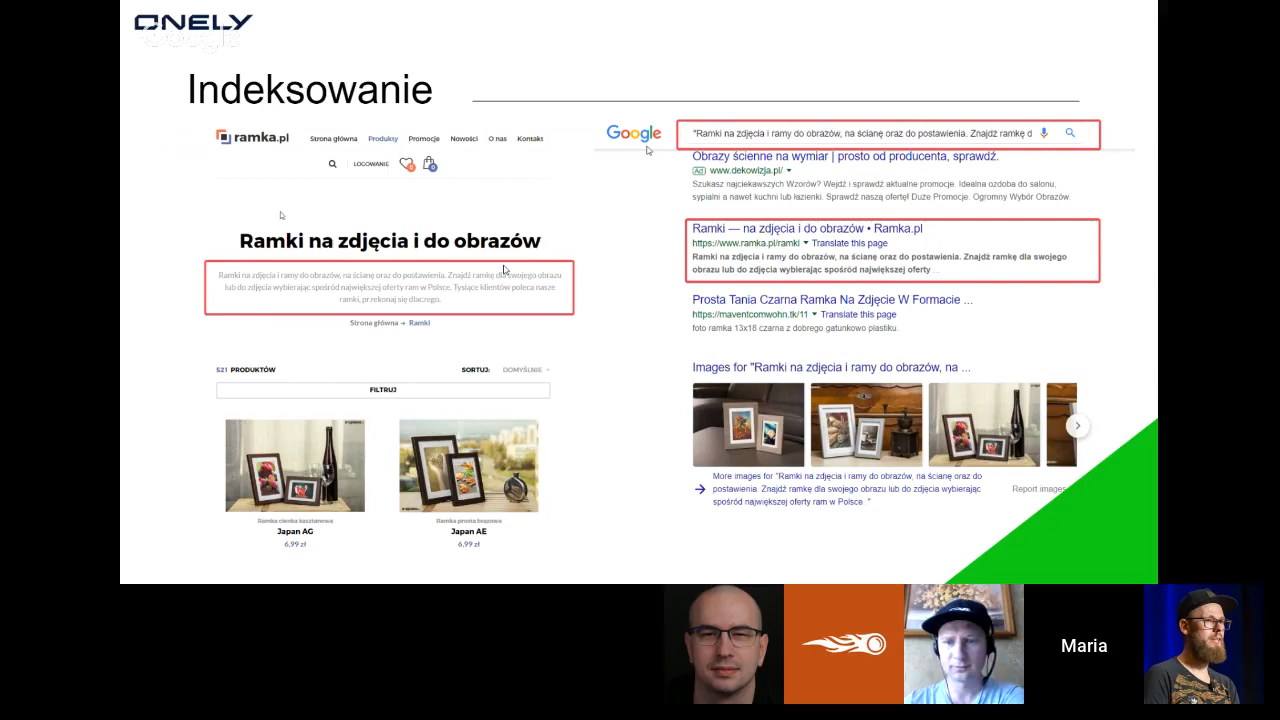 ONELY
Google
Indeksowanie
ramka.pl
Strona główna Produkty Promocje Nowości O nas Kontakt
LOGOWANIE 0 0
Ramki na zdjęcia i do obrazów
Ramki na zdjęcia i ramy do obrazów, na ścianę oraz do postawienia. Znajdź ramkę dla swojego obrazu
lub do zdjęcia wybierając spośród największej oferty ram w Polsce. Tysiące klientów poleca nasze
ramki, przekonaj się dlaczego.
Strona główna → Ramki
521 PRODUKTÓW SORTUJ: DOMYŚLNIE
FILTRUJ
Ramka cienka kasztanowa
Japan AG
6,99 zł
Ramka prosta brązowa
Japan AE
6,99 zł
Google
"Ramki na zdjęcia i ramy do obrazów, na ścianę oraz do postawienia. Znajdź ramkę d
Obrazy ścienne na wymiar | prosto od producenta, sprawdź.
Ad www.dekowizja.pl/
Szukasz najciekawszych Wzorów? Wejdź i sprawdź aktualne promocje. Idealna ozdoba do salonu,
sypialni a nawet kuchni lub łazienki. Sprawdź naszą ofertę! Duże Promocje. Ogromny Wybór Obrazów.
Ramki — na zdjęcia i do obrazów • Ramka.pl
https://www.ramka.pl/ramki Translate this page
Ramki na zdjęcia i ramy do obrazów, na ścianę oraz do postawienia. Znajdź ramkę dla swojego
obrazu lub do zdjęcia wybierając spośród największej oferty ...
Prosta Tania Czarna Ramka Na Zdjęcie W Formacie ...
https://maventcomwohn.tk/11 Translate this page
foto ramka 13x18 czarna z dobrego gatunkowo plastiku.
Images for "Ramki na zdjęcia i ramy do obrazów, na ...
More images for "Ramki na zdjęcia i ramy do obrazów, na ścianę oraz do
postawienia. Znajdź ramkę dla swojego obrazu lub do zdjęcia wybierając
spośród największej oferty ram w Polsce. "
Report images
Maria